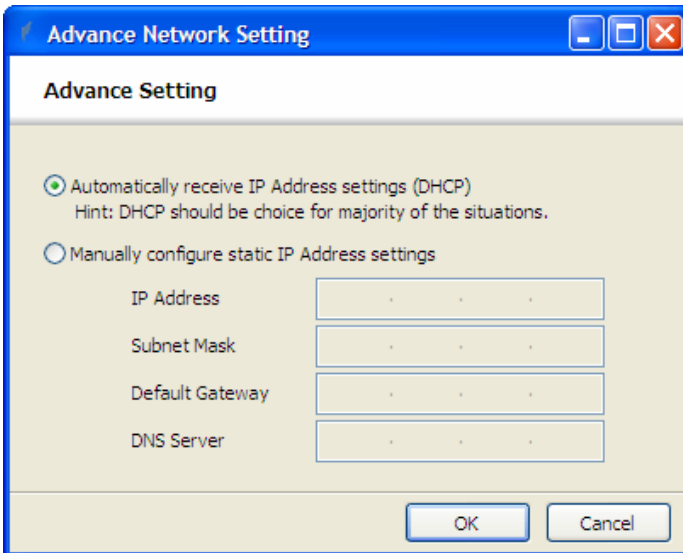 Advance Network Setting
Advance Setting
Automatically receive IP Address settings (DHCP)
Hint: DHCP should be choice for majority of the situations.
Manually configure static IP Address settings
IP Address
Subnet Mask
Default Gateway
DNS Server
OK
Cancel